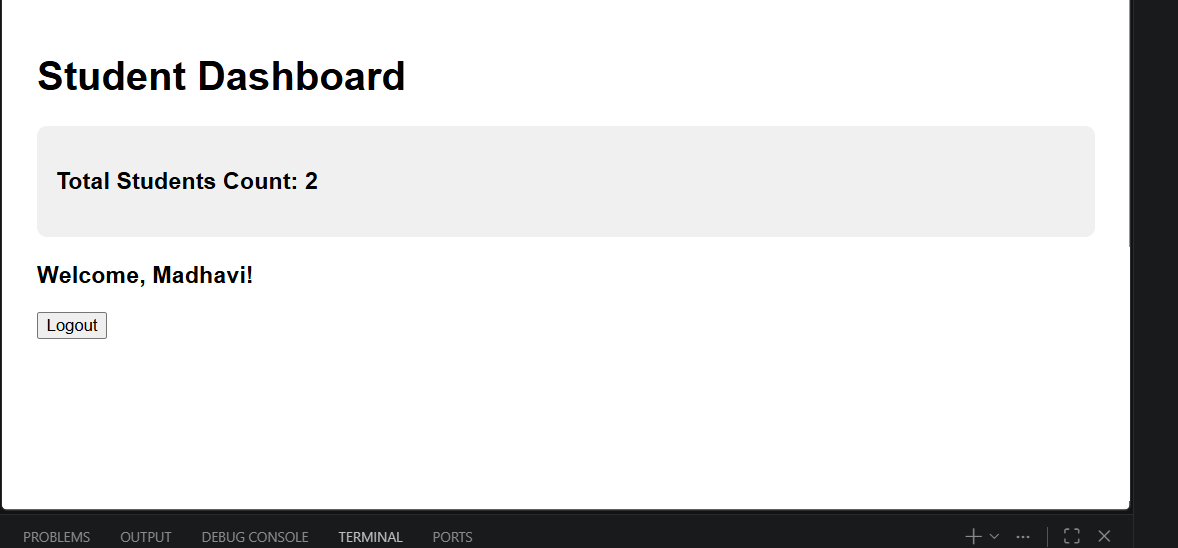 Student Dashboard
Total Students Count: 2
Welcome, Madhavi!
Logout
PROBLEMS OUTPUT DEBUG CONSOLE TERMINAL PORTS